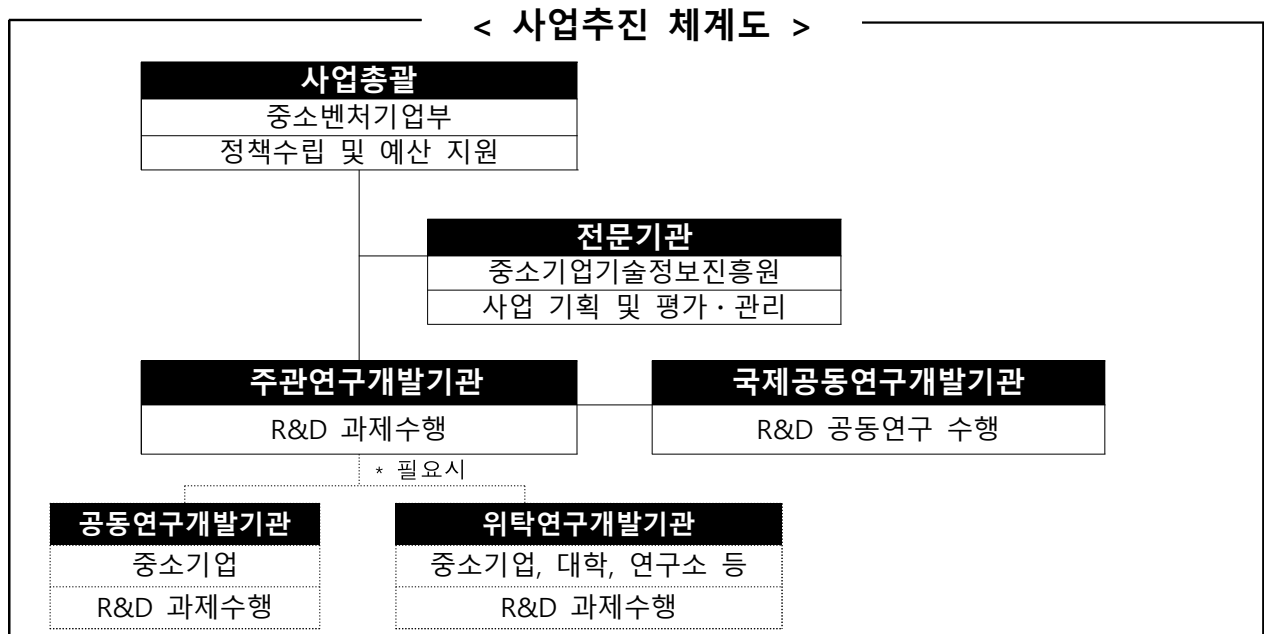 < 사업추진 체계도 >
사업총괄
중소벤처기업부
정책수립 및 예산 지원
전문기관
중소기업기술정보진흥원
사업 기획 및 평가·관리
주관연구개발기관
R&D 과제수행
국제공동연구개발기관
R&D 공동연구 수행
* 필요시
공동연구개발기관
중소기업
R&D 과제수행
위탁연구개발기관
중소기업, 대학, 연구소 등
R&D 과제수행